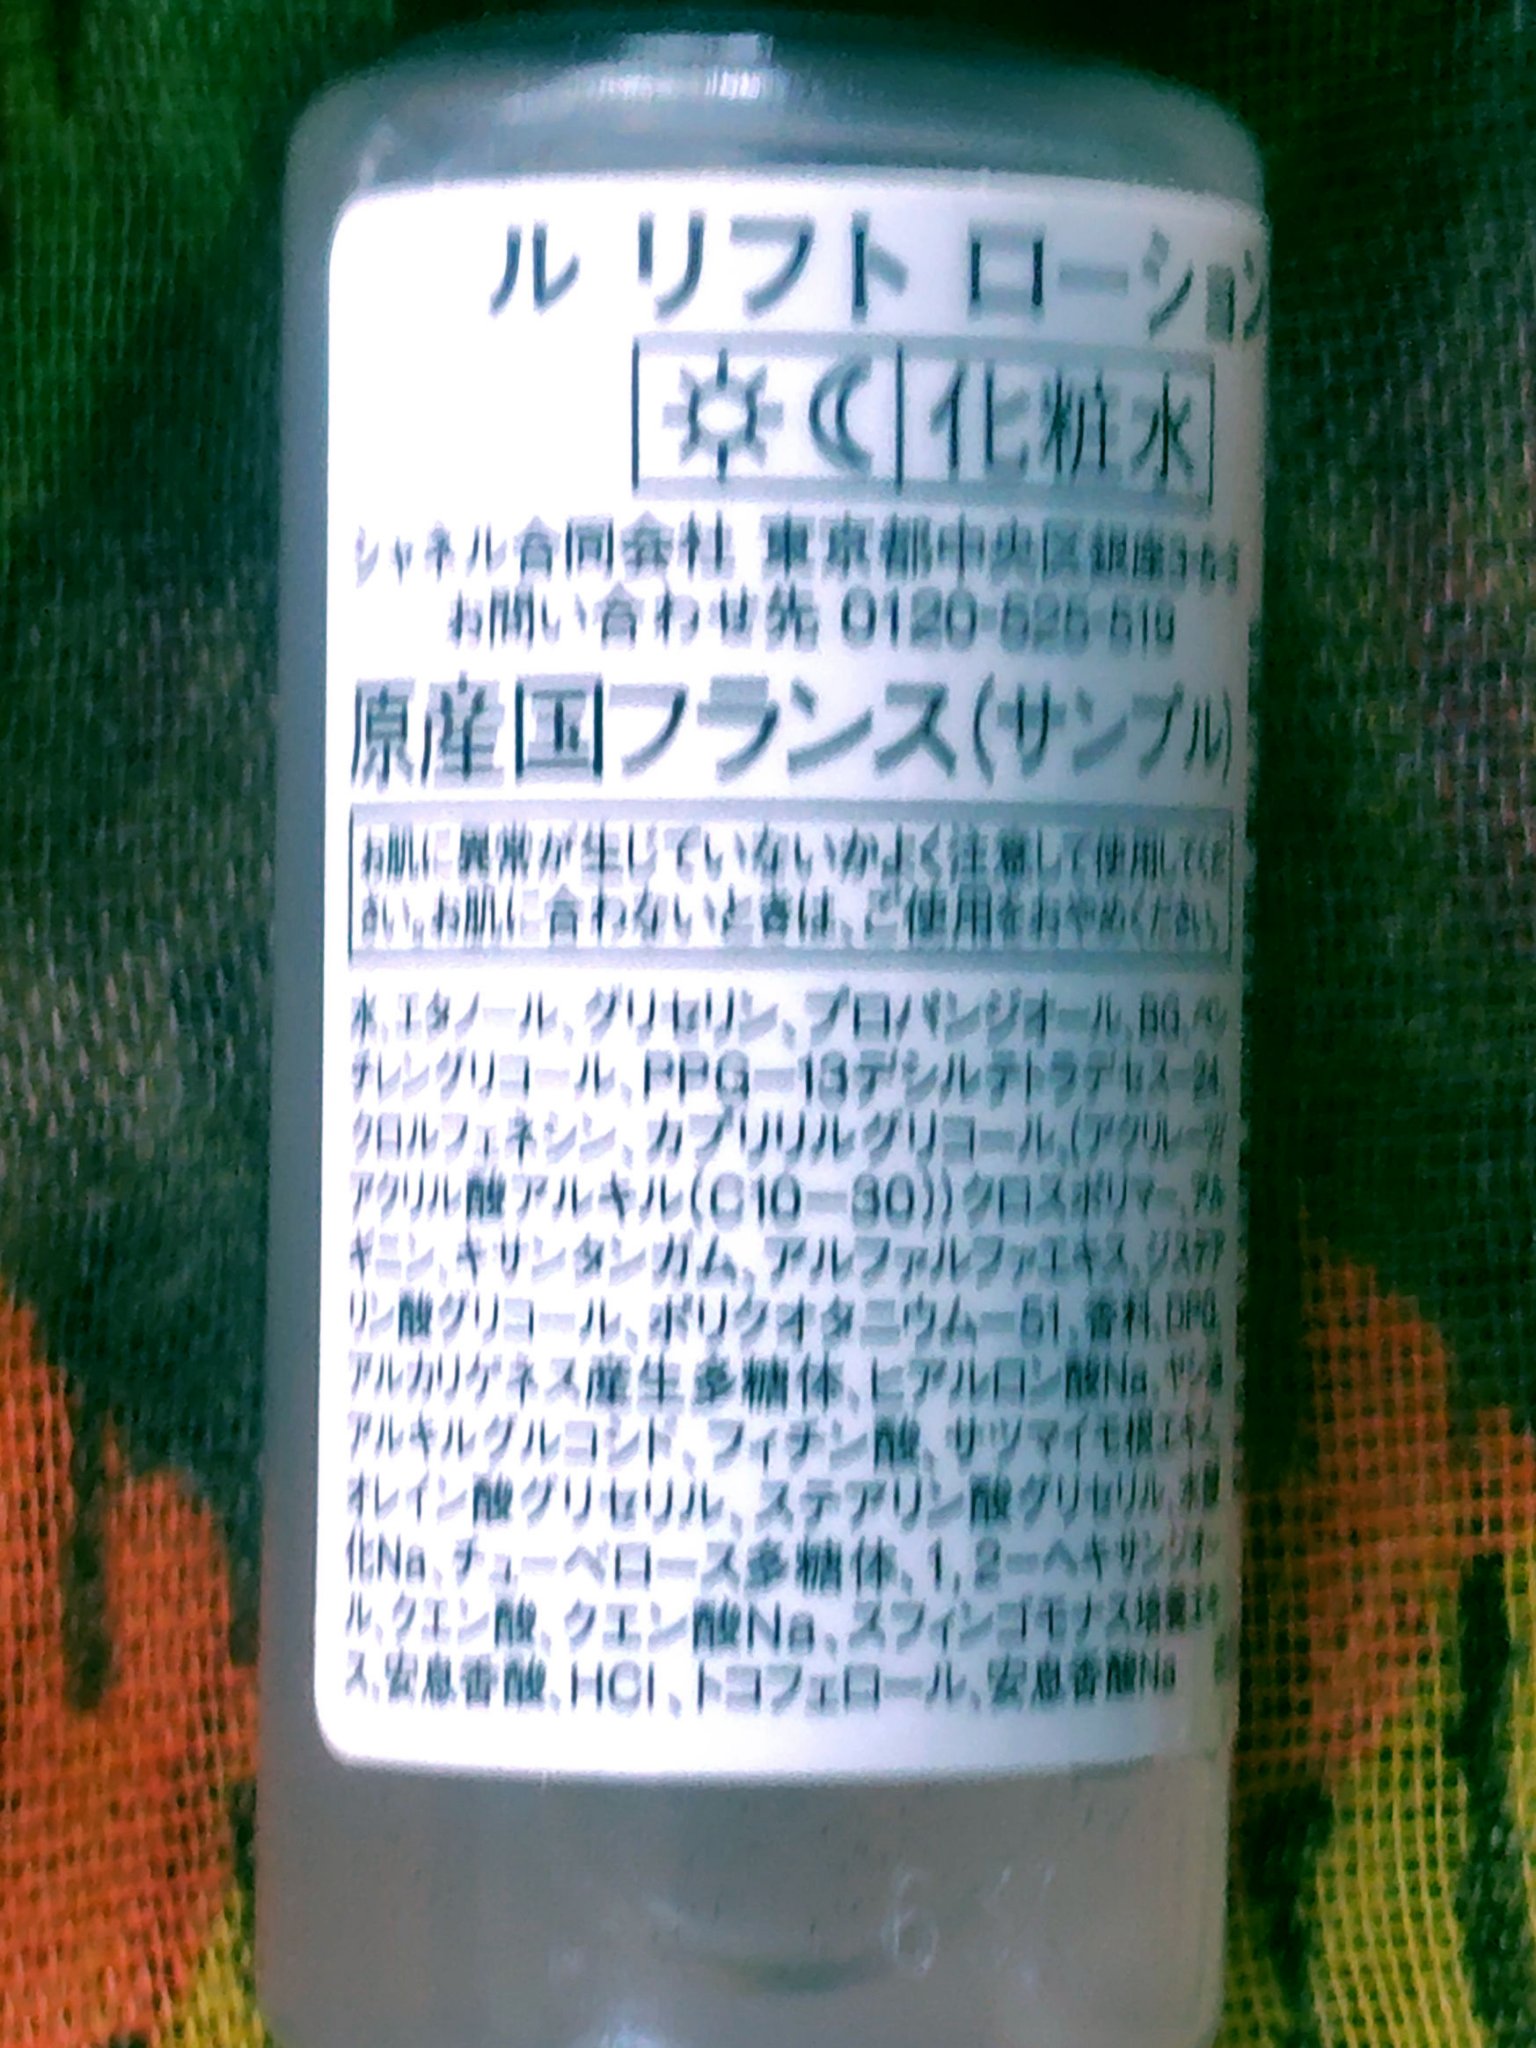 ル リフト ローション
化粧水
シャネル合同会社 東京都中央区銀座3-5-3
お問い合わせ先 0120-525-519
原産国フランス(サンプル)
お肌に異常が生じていないかよく注意して使用してくだ
さい。お肌に合わないときは、ご使用をおやめください。
水、エタノール、グリセリン、プロパンジオール、BG、ペン
チレングリコール、PPG-13デシルテトラデセス-24、
クロルフェネシン、カプリリルグリコール、(アクリレーツ/
アクリル酸アルキル(C10-30))クロスポリマー、アル
ギニン、キサンタンガム、アルファルファエキス、ジステア
リン酸グリコール、ポリクオタニウム-51、香料、DPG、
アルカリゲネス産生多糖体、ヒアルロン酸Na、ヤシ油
アルキルグルコシド、フィチン酸、サツマイモ根エキス、
オレイン酸グリセリル、ステアリン酸グリセリル、水酸
化Na、チューベロース多糖体、1,2-ヘキサンジオー
ル、クエン酸、クエン酸Na、スフィンゴモナス培養エキ
ス、安息香酸、HCl、トコフェロール、安息香酸Na